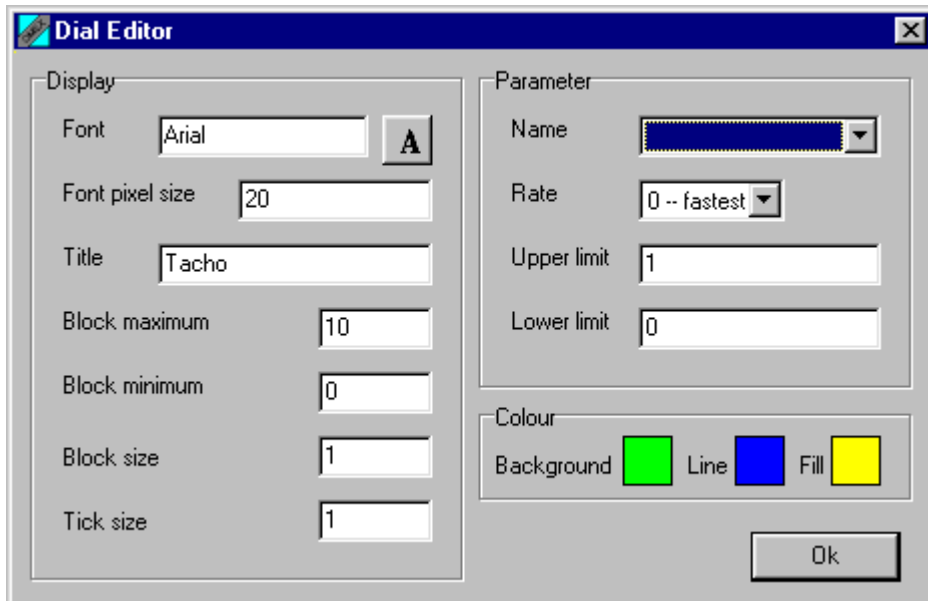 Dial Editor
Display
Font Arial A
Font pixel size 20
Title Tacho
Block maximum 10
Block minimum 0
Block size 1
Tick size 1
Parameter
Name
Rate 0 -- fastest
Upper limit 1
Lower limit 0
Colour
Background Line Fill
Ok